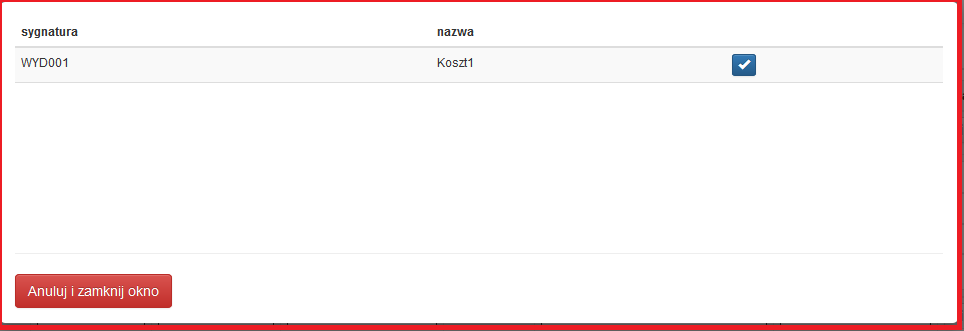 sygnatura nazwa
WYD001 Koszt1
Anuluj i zamknij okno